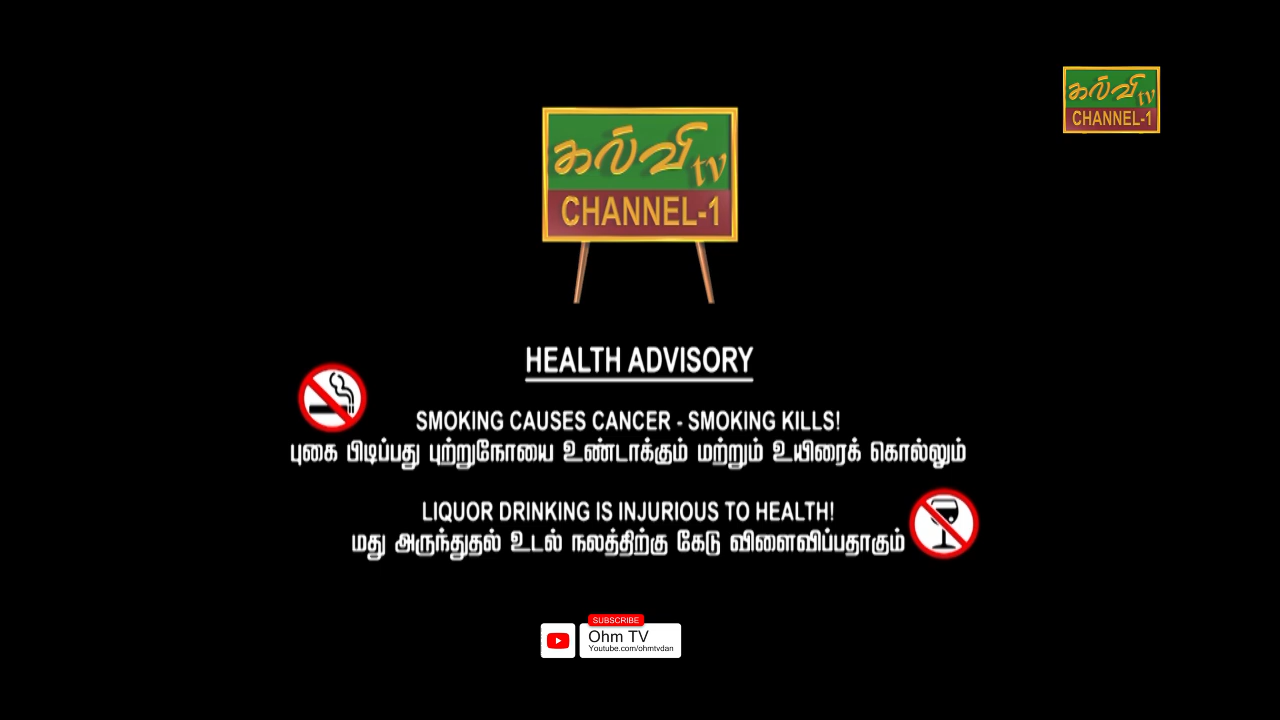 கல்வி tv
CHANNEL-1
கல்வி tv
CHANNEL-1
HEALTH ADVISORY
SMOKING CAUSES CANCER - SMOKING KILLS!
புகை பிடிப்பது புற்றுநோயை உண்டாக்கும் மற்றும் உயிரைக் கொல்லும்
LIQUOR DRINKING IS INJURIOUS TO HEALTH!
மது அருந்துதல் உடல் நலத்திற்கு கேடு விளைவிப்பதாகும்
SUBSCRIBE
Ohm TV
Youtube.com/ohmtvdan